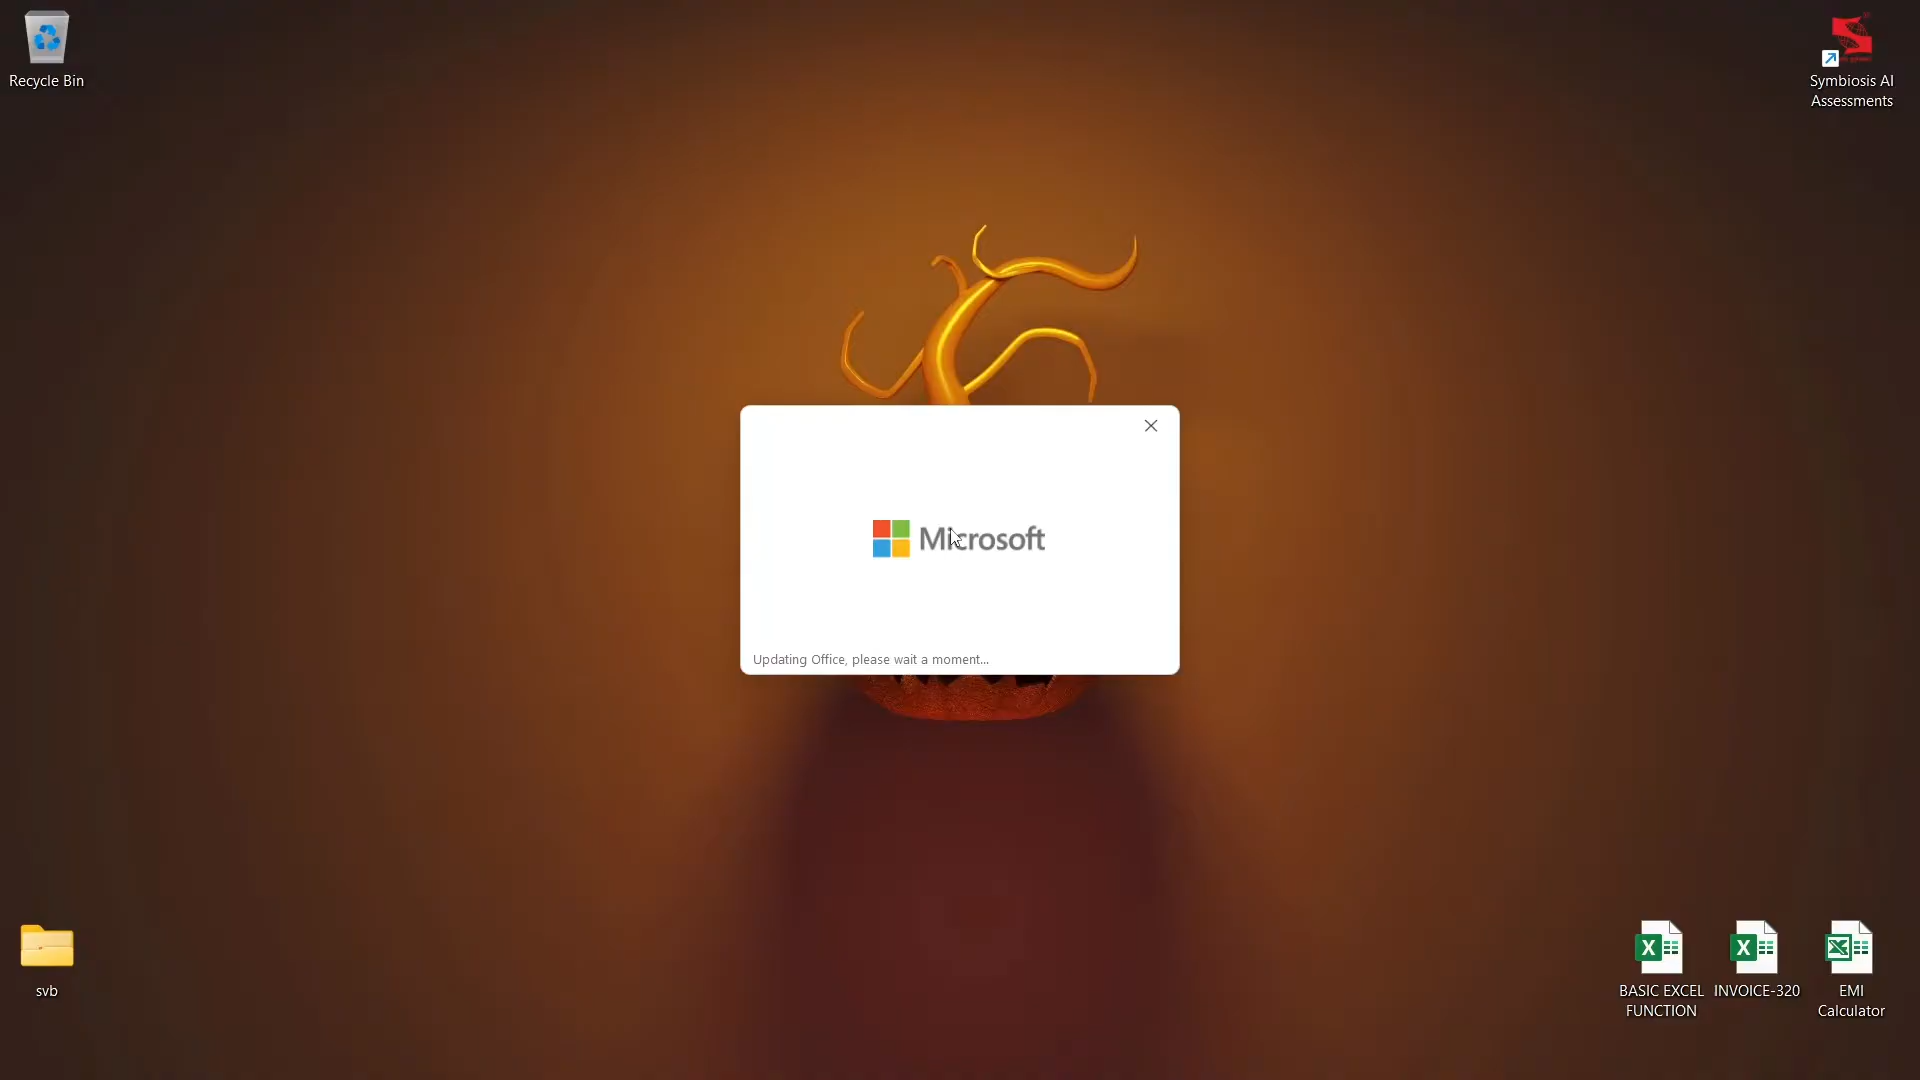 Recycle Bin
Symbiosis AI
Assessments
Microsoft
Updating Office, please wait a moment...
svb
BASIC EXCEL
FUNCTION
INVOICE-320
EMI
Calculator